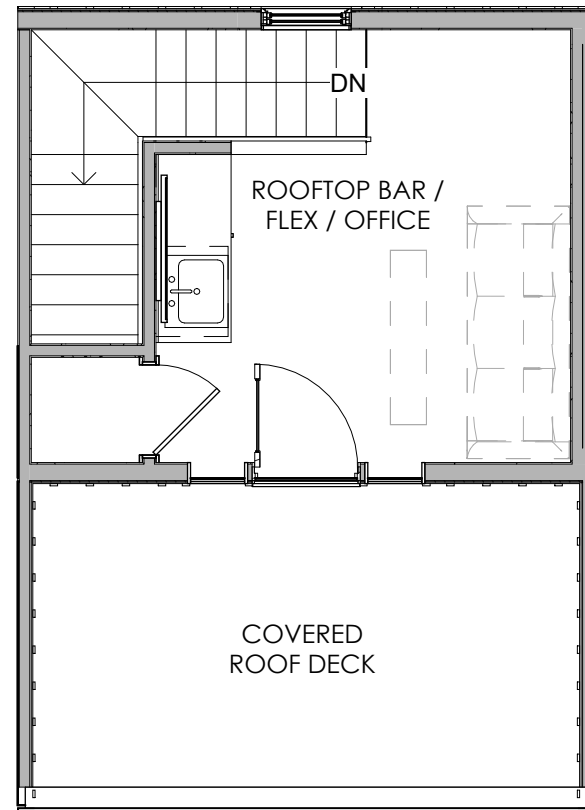 DN
ROOFTOP BAR /
FLEX / OFFICE
COVERED
ROOF DECK